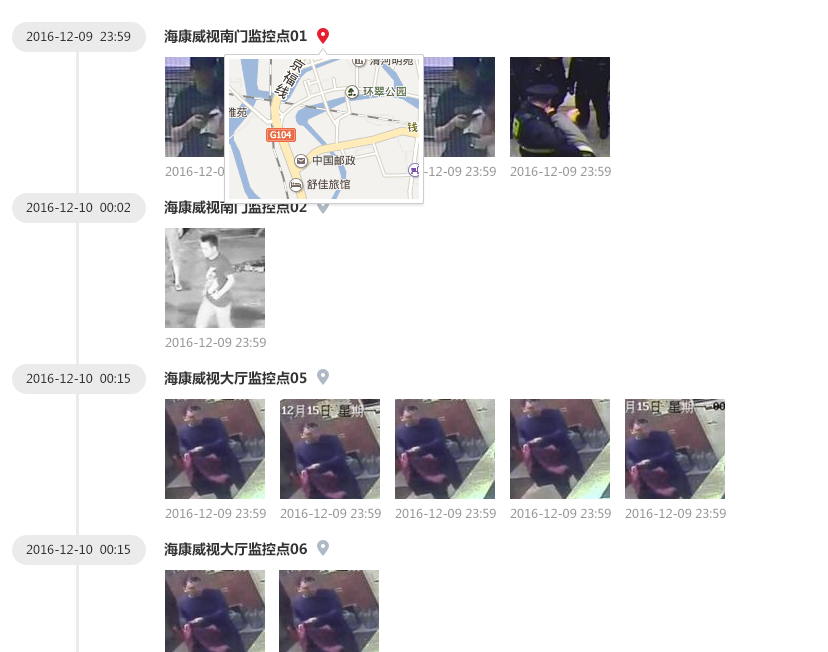 2016-12-09 23:59
海康威视南门监控点01
京福线
清河明苑
环翠公园
雅苑
G104
钱
中国邮政
舒佳旅馆
2016-12-0
-12-09 23:59
2016-12-09 23:59
2016-12-10 00:02
海康威视南门监控点02
2016-12-09 23:59
2016-12-10 00:15
海康威视大厅监控点05
12月15日 星期一
月15日 星期一 00
2016-12-09 23:59
2016-12-09 23:59
2016-12-09 23:59
2016-12-09 23:59
2016-12-09 23:59
2016-12-10 00:15
海康威视大厅监控点06